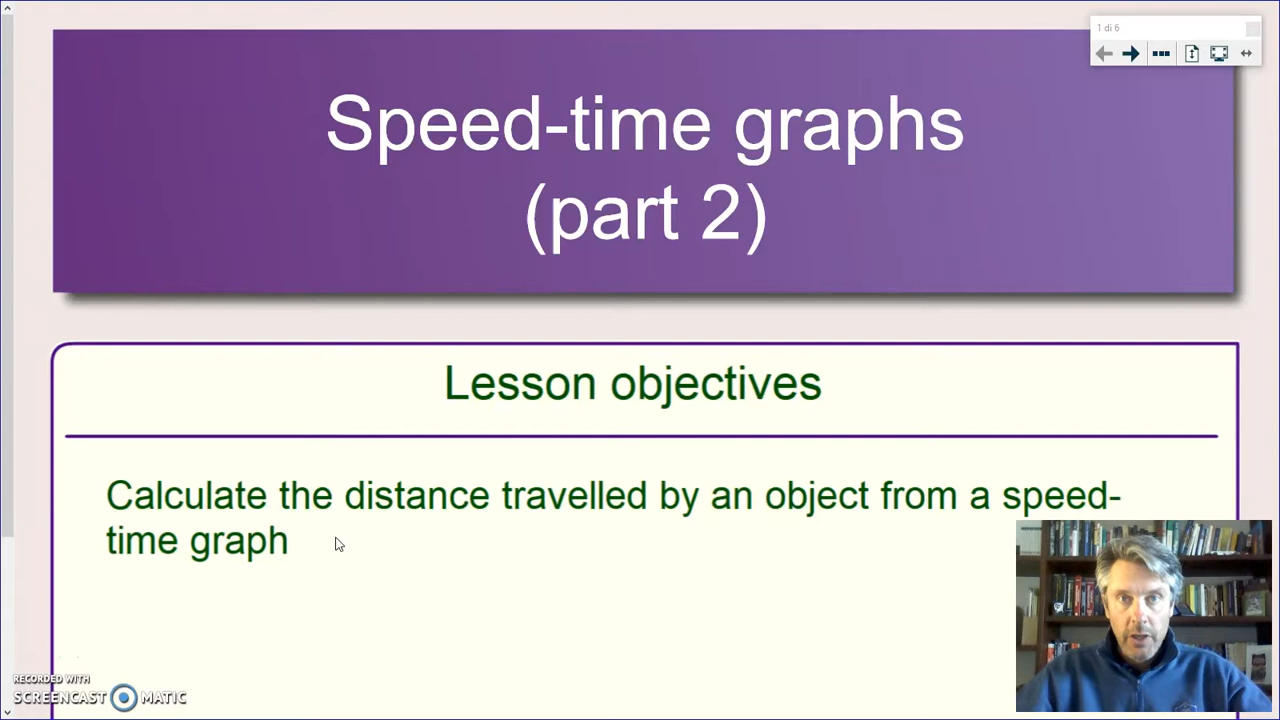 1 di 6
Speed-time graphs
(part 2)
Lesson objectives
Calculate the distance travelled by an object from a speed-
time graph
RECORDED WITH
SCREENCAST MATIC